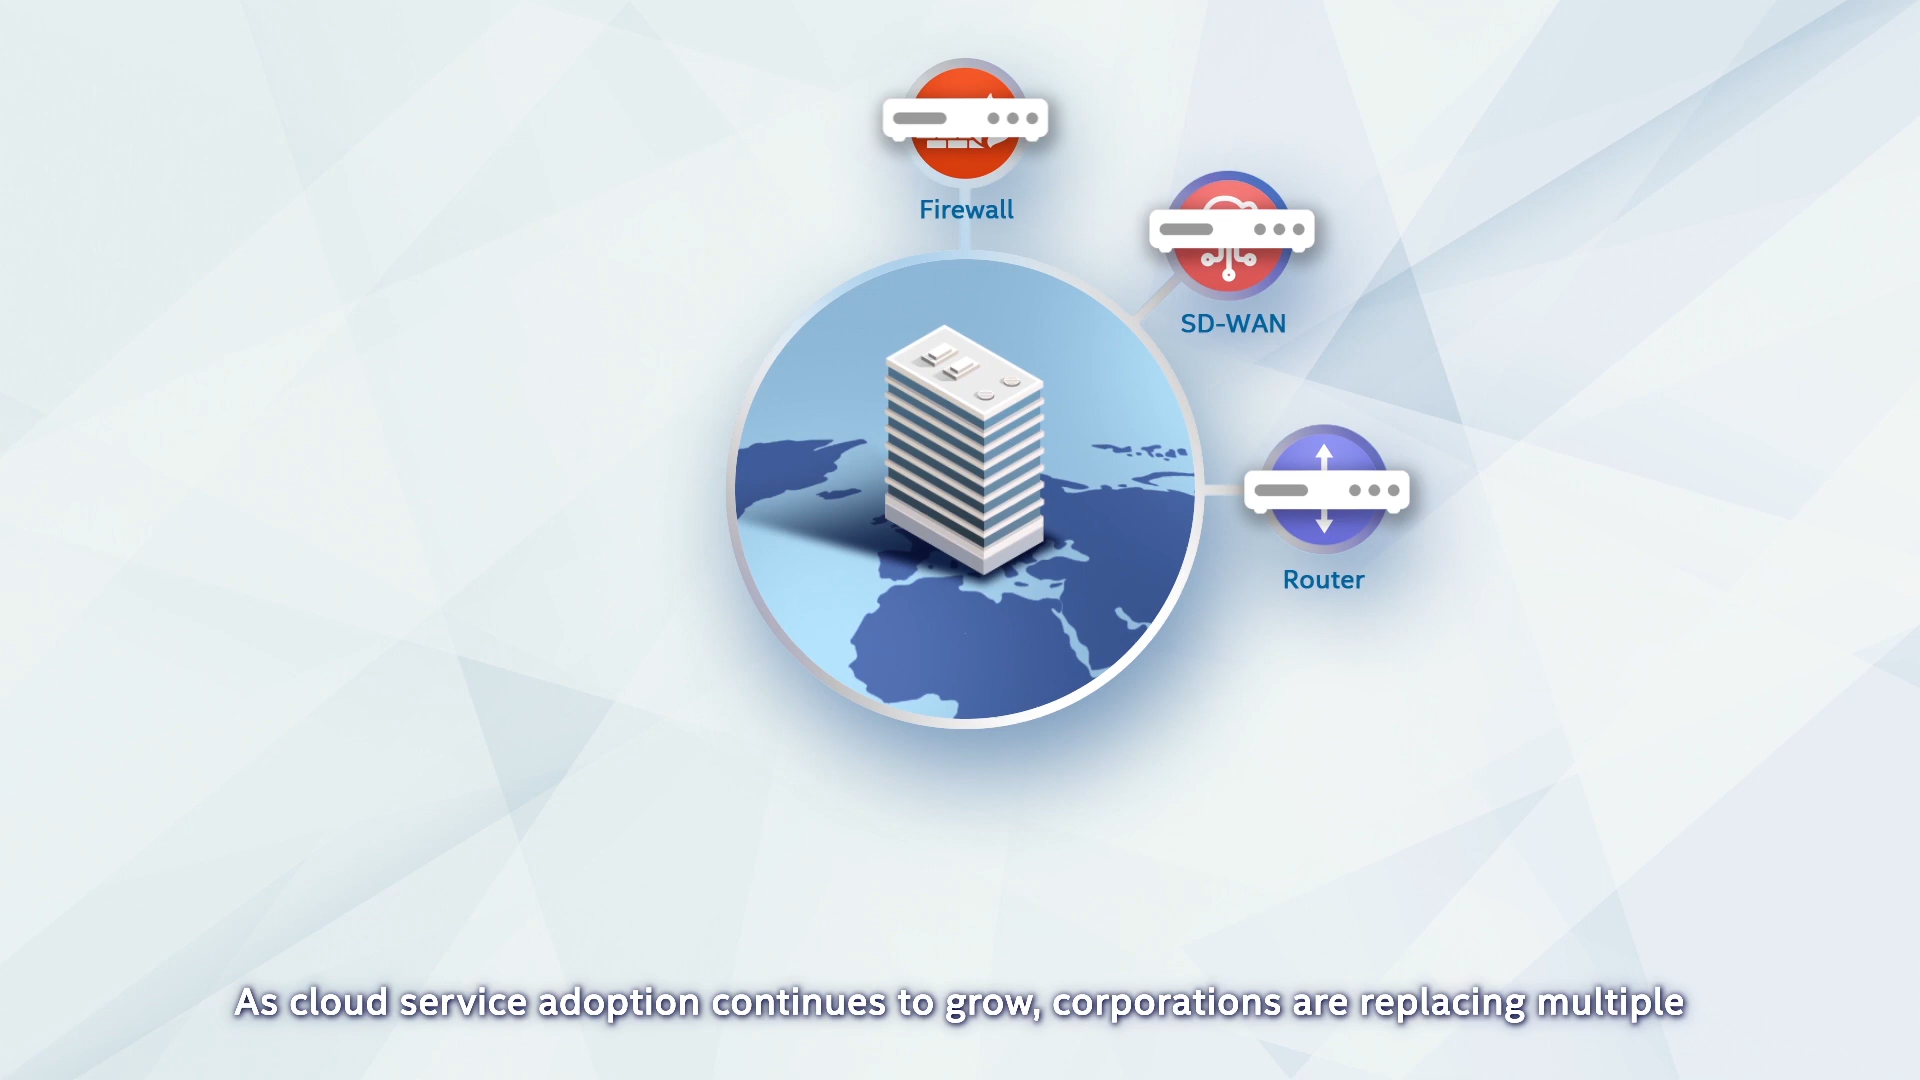 Firewall
SD-WAN
Router
As cloud service adoption continues to grow, corporations are replacing multiple